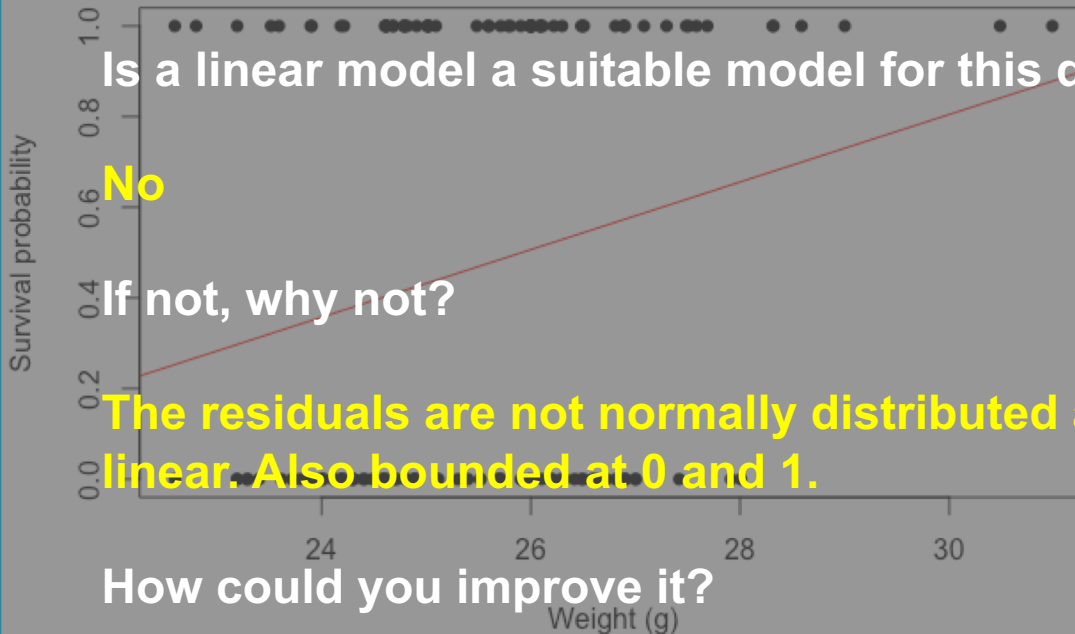 1.0
Is a linear model a suitable model for this
0.8
Survival probability
No
0.6
If not, why not?
0.4
0.2
The residuals are not normally distributed
linear. Also bounded at 0 and 1.
0.0
24 26 28 30
How could you improve it?
Weight (g)